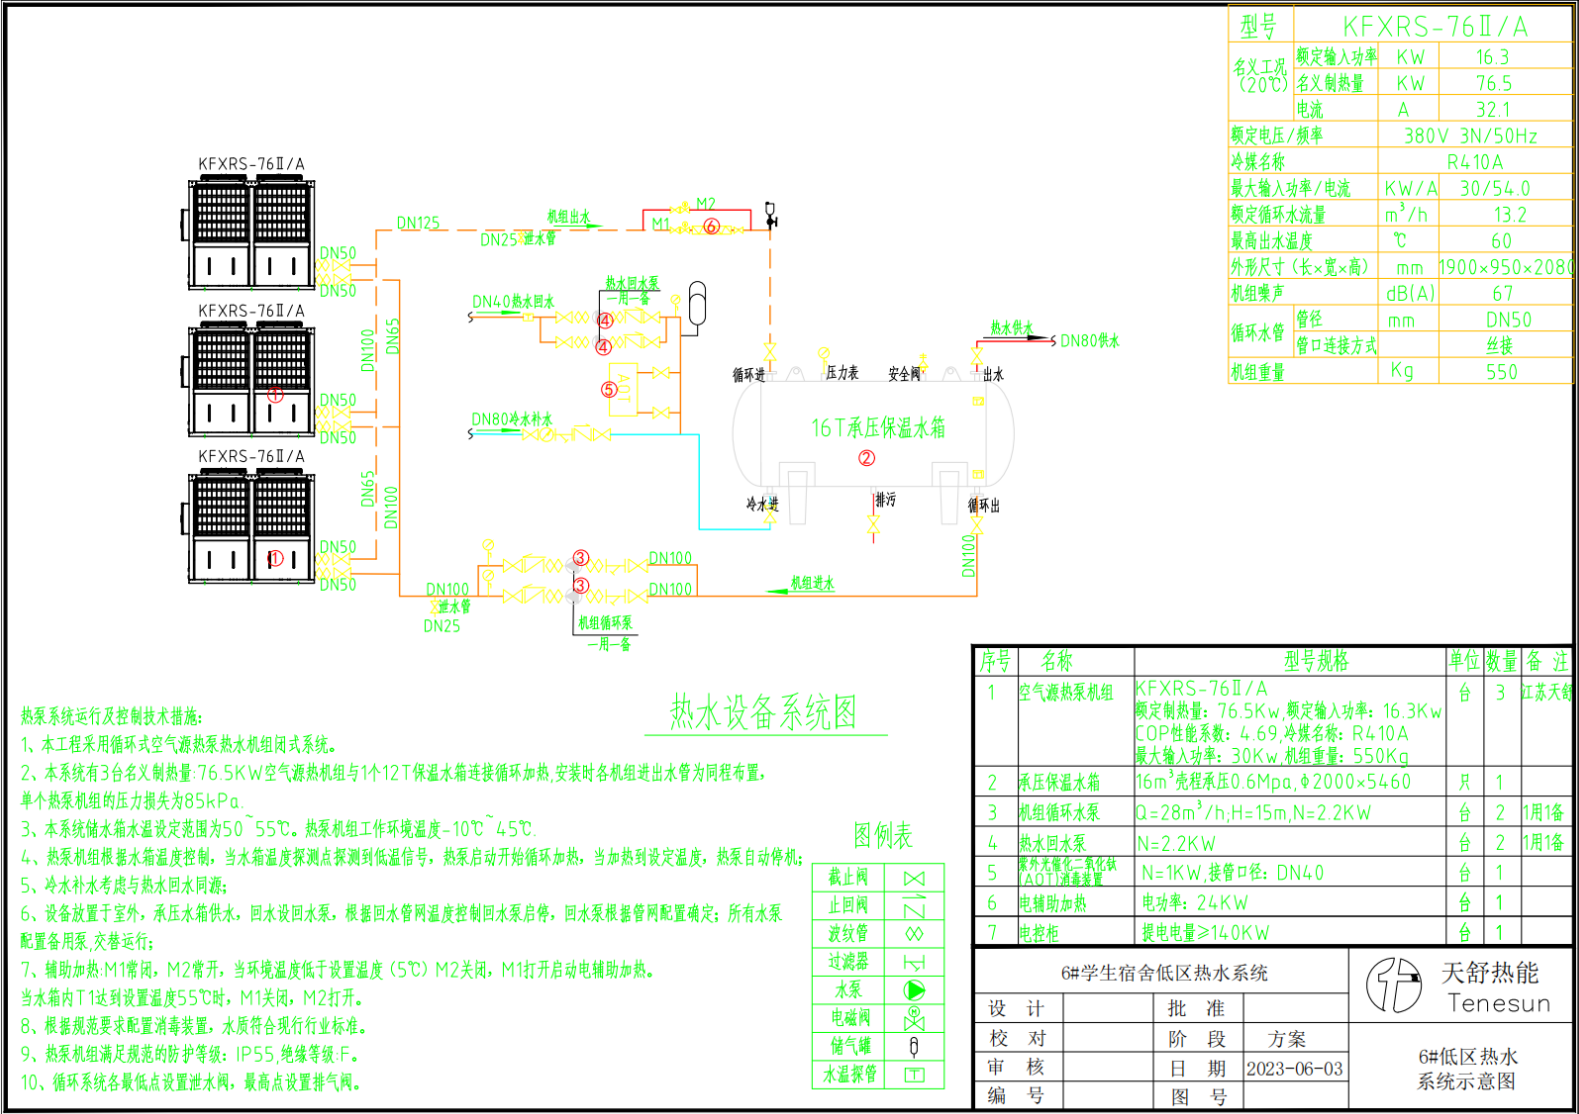 型号 KFXRS-76Ⅱ/A
名义工况
(20℃)
额定输入功率 KW 16.3
名义制热量 KW 76.5
电流 A 32.1
额定电压/频率 380V 3N/50Hz
冷媒名称 R410A
最大输入功率/电流 KW/A 30/54.0
额定循环水流量 m³/h 13.2
最高出水温度 ℃ 60
外形尺寸（长×宽×高） mm 1900×950×2080
机组噪声 dB(A) 67
循环水管 管径 mm DN50
管口连接方式 丝接
机组重量 Kg 550
KFXRS-76Ⅱ/A
DN50
DN50
KFXRS-76Ⅱ/A
①
DN50
DN50
KFXRS-76Ⅱ/A
①
DN50
DN50
DN125
机组出水
DN25 泄水管
M2
M1 ⑥
DN100
DN65
DN65
DN100
DN40热水回水
热水回水泵
一用一备
④
④
⑤ AOT
DN80冷水补水
热水供水
DN80供水
循环进
压力表
安全阀
出水
16T承压保温水箱
②
冷水进
排污
循环出
DN100
DN100
泄水管
DN25
③
③
DN100
DN100
机组进水
机组循环泵
一用一备
热水设备系统图
热泵系统运行及控制技术措施:
1、本工程采用循环式空气源热泵热水机组闭式系统。
2、本系统有3台名义制热量:76.5KW空气源热机组与1个12T保温水箱连接循环加热,安装时各机组进出水管为同程布置，
单个热泵机组的压力损失为85kPa.
3、本系统储水箱水温设定范围为50~55℃。热泵机组工作环境温度-10℃~45℃.
4、热泵机组根据水箱温度控制，当水箱温度探测点探测到低温信号，热泵启动开始循环加热，当加热到设定温度，热泵自动停机;
5、冷水补水考虑与热水回水同源;
6、设备放置于室外，承压水箱供水，回水设回水泵，根据回水管网温度控制回水泵启停，回水泵根据管网配置确定；所有水泵
配置备用泵,交替运行;
7、辅助加热:M1常闭，M2常开，当环境温度低于设置温度（5℃）M2关闭，M1打开启动电辅助加热。
当水箱内T1达到设置温度55℃时，M1关闭，M2打开。
8、根据规范要求配置消毒装置，水质符合现行行业标准。
9、热泵机组满足规范的防护等级：IP55,绝缘等级:F。
10、循环系统各最低点设置泄水阀，最高点设置排气阀。
图例表
截止阀
止回阀
波纹管
过滤器
水泵
电磁阀
储气罐
水温探管
序号 名称 型号规格 单位 数量 备 注
1 空气源热泵机组 KFXRS-76Ⅱ/A 台 3 江苏天舒
额定制热量：76.5Kw,额定输入功率：16.3Kw
COP性能系数：4.69,冷媒名称：R410A
最大输入功率：30Kw,机组重量：550Kg
2 承压保温水箱 16m³壳程承压0.6Mpa,Φ2000×5460 只 1
3 机组循环水泵 Q=28m³/h;H=15m,N=2.2KW 台 2 1用1备
4 热水回水泵 N=2.2KW 台 2 1用1备
5 紫外光催化二氧化钛
(AOT)消毒装置 N=1KW,接管口径：DN40 台 1
6 电辅助加热 电功率：24KW 台 1
7 电控柜 提电电量≥140KW 台 1
6#学生宿舍低区热水系统
天舒热能
Tenesun
设 计 批 准
校 对 阶 段 方案
审 核 日 期 2023-06-03
编 号 图 号
6#低区热水
系统示意图